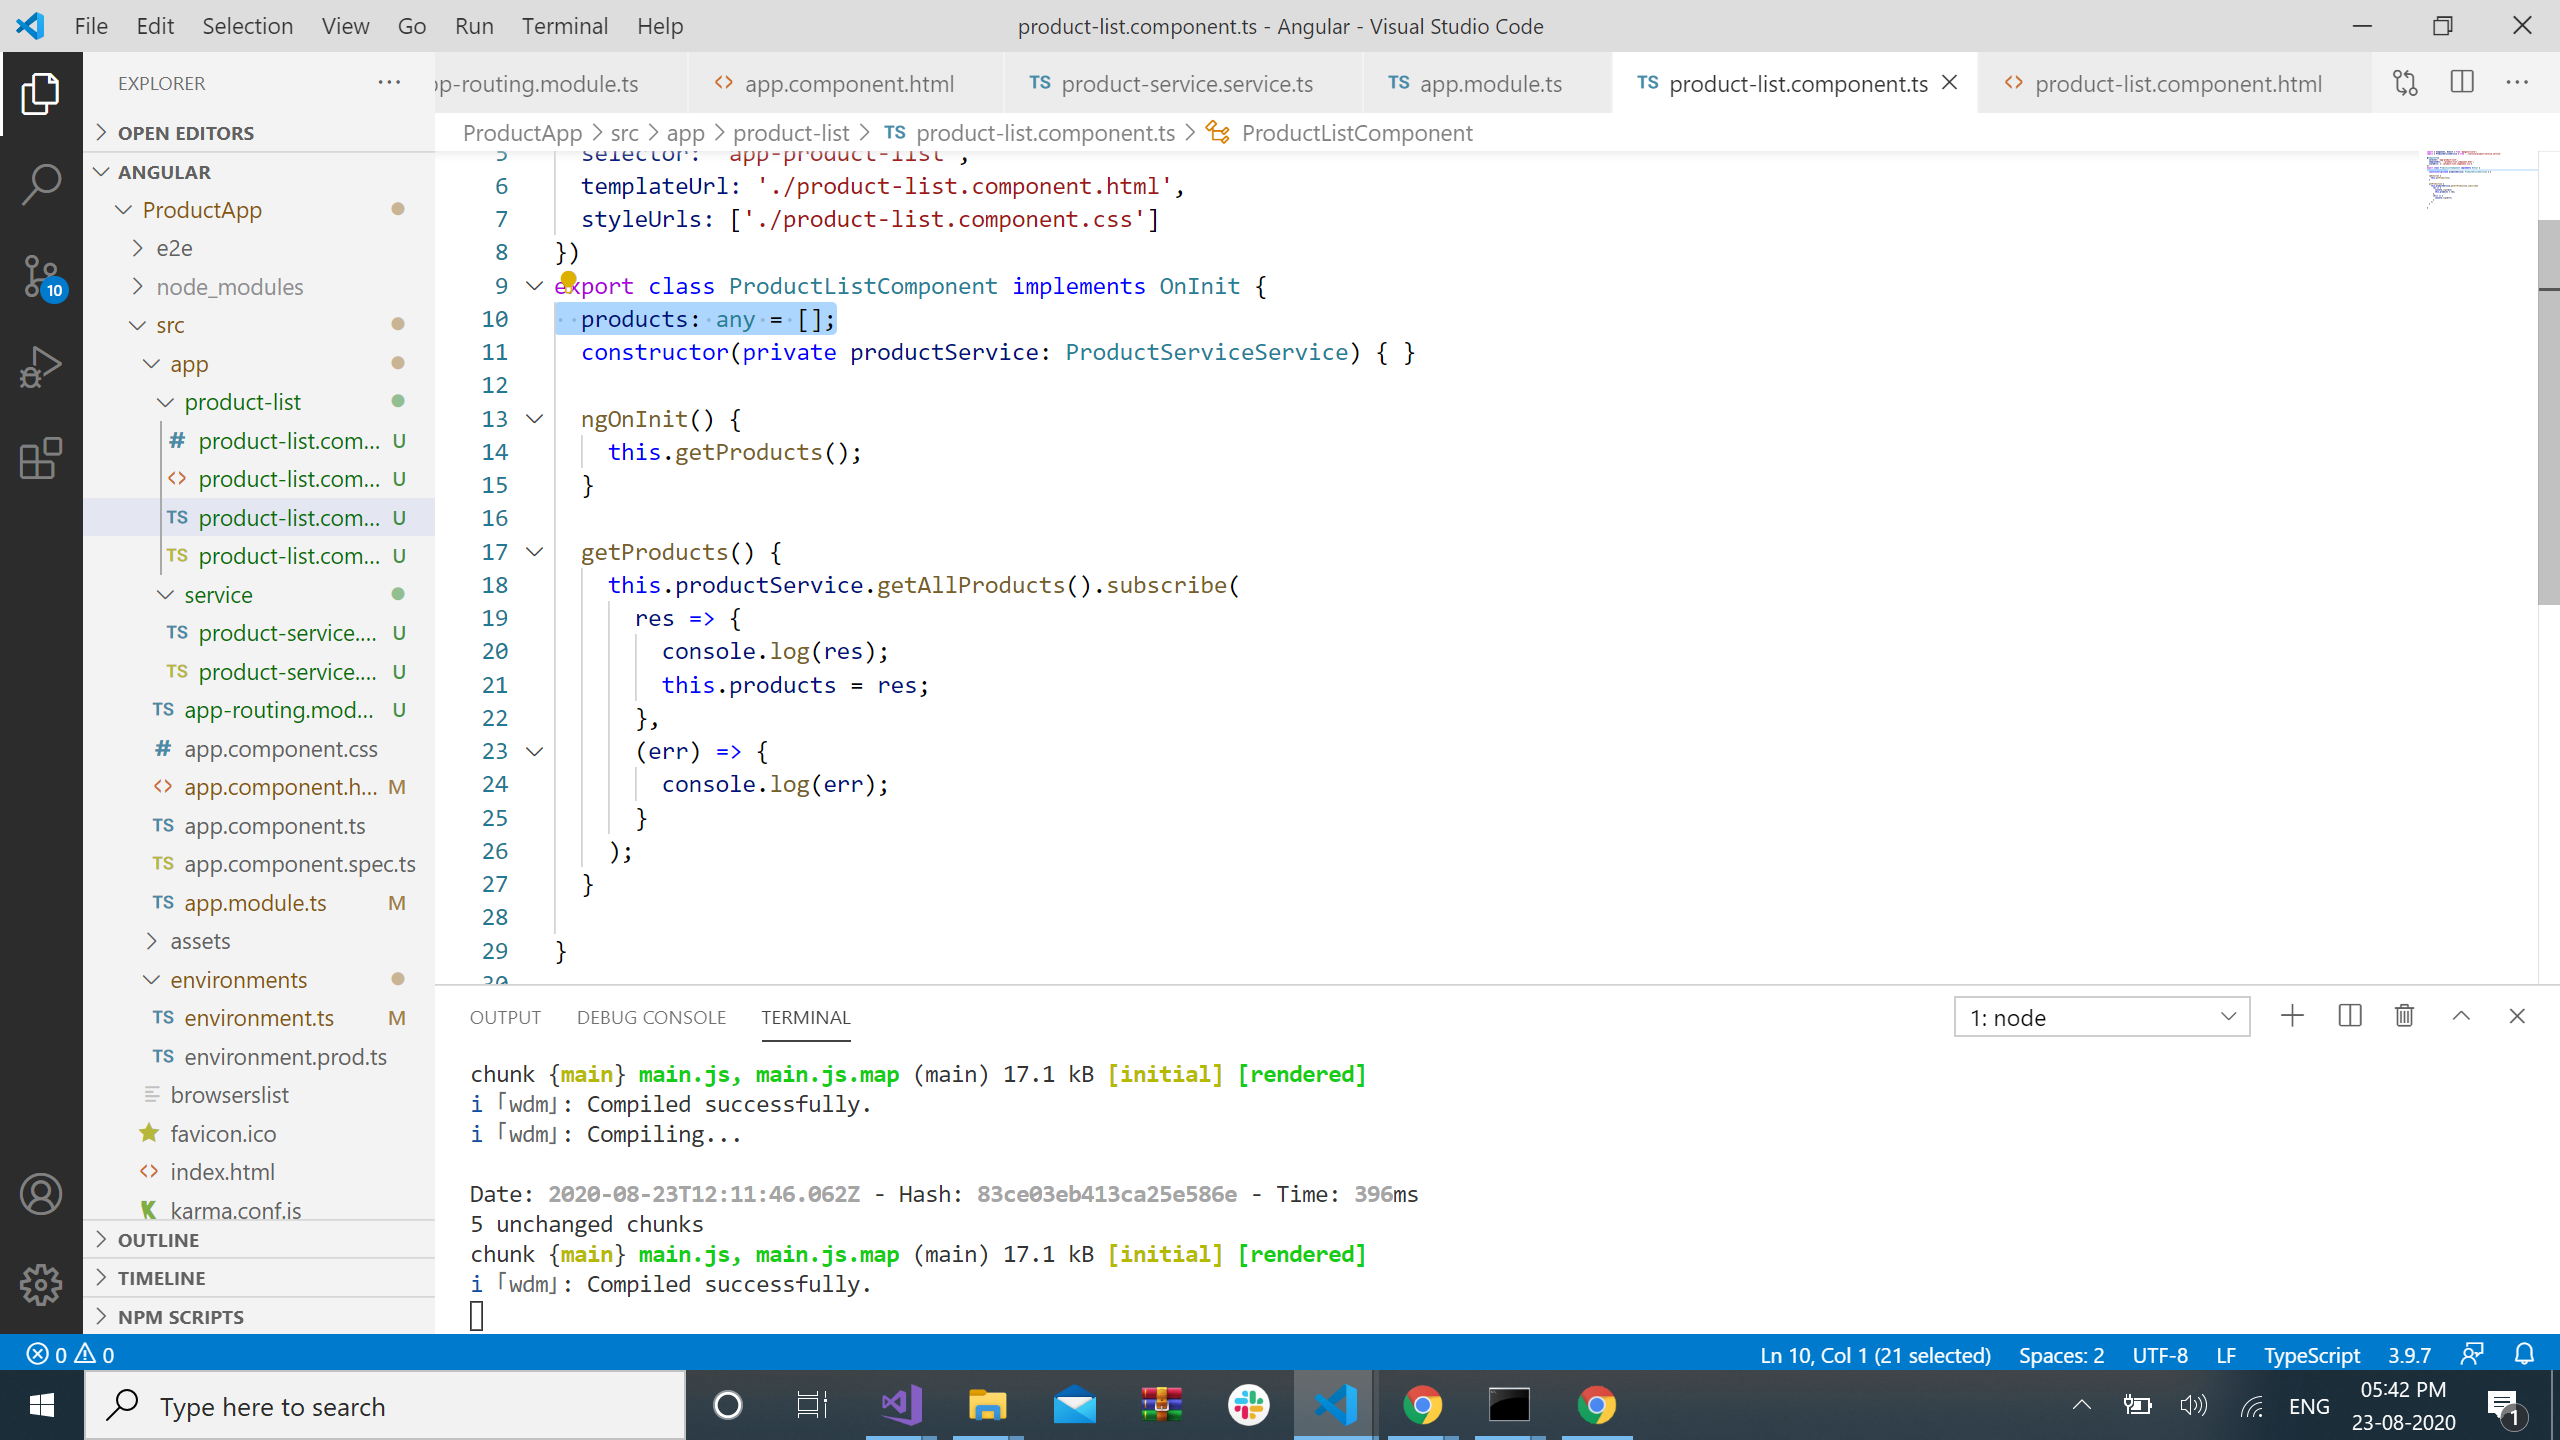 File Edit Selection View Go Run Terminal Help
product-list.component.ts - Angular - Visual Studio Code
EXPLORER
OPEN EDITORS
ANGULAR
ProductApp
e2e
node_modules
src
app
product-list
# product-list.com... U
<> product-list.com... U
TS product-list.com... U
TS product-list.com... U
service
TS product-service.... U
TS product-service.... U
TS app-routing.mod... U
# app.component.css
<> app.component.h... M
TS app.component.ts
TS app.component.spec.ts
TS app.module.ts M
assets
environments
TS environment.ts M
TS environment.prod.ts
browserslist
favicon.ico
<> index.html
karma.conf.js
OUTLINE
TIMELINE
NPM SCRIPTS
10
pp-routing.module.ts <> app.component.html TS product-service.service.ts TS app.module.ts TS product-list.component.ts <> product-list.component.html
ProductApp > src > app > product-list > TS product-list.component.ts > ProductListComponent
5 selector: 'app-product-list',
6 templateUrl: './product-list.component.html',
7 styleUrls: ['./product-list.component.css']
8 })
9 export class ProductListComponent implements OnInit {
10 products: any = [];
11 constructor(private productService: ProductServiceService) { }
12
13 ngOnInit() {
14 this.getProducts();
15 }
16
17 getProducts() {
18 this.productService.getAllProducts().subscribe(
19 res => {
20 console.log(res);
21 this.products = res;
22 },
23 (err) => {
24 console.log(err);
25 }
26 );
27 }
28
29 }
30
OUTPUT DEBUG CONSOLE TERMINAL
1: node
chunk {main} main.js, main.js.map (main) 17.1 kB [initial] [rendered]
i ｢wdm｣: Compiled successfully.
i ｢wdm｣: Compiling...
Date: 2020-08-23T12:11:46.062Z - Hash: 83ce03eb413ca25e586e - Time: 396ms
5 unchanged chunks
chunk {main} main.js, main.js.map (main) 17.1 kB [initial] [rendered]
i ｢wdm｣: Compiled successfully.
0 0
Ln 10, Col 1 (21 selected) Spaces: 2 UTF-8 LF TypeScript 3.9.7
Type here to search
ENG
05:42 PM
23-08-2020
1